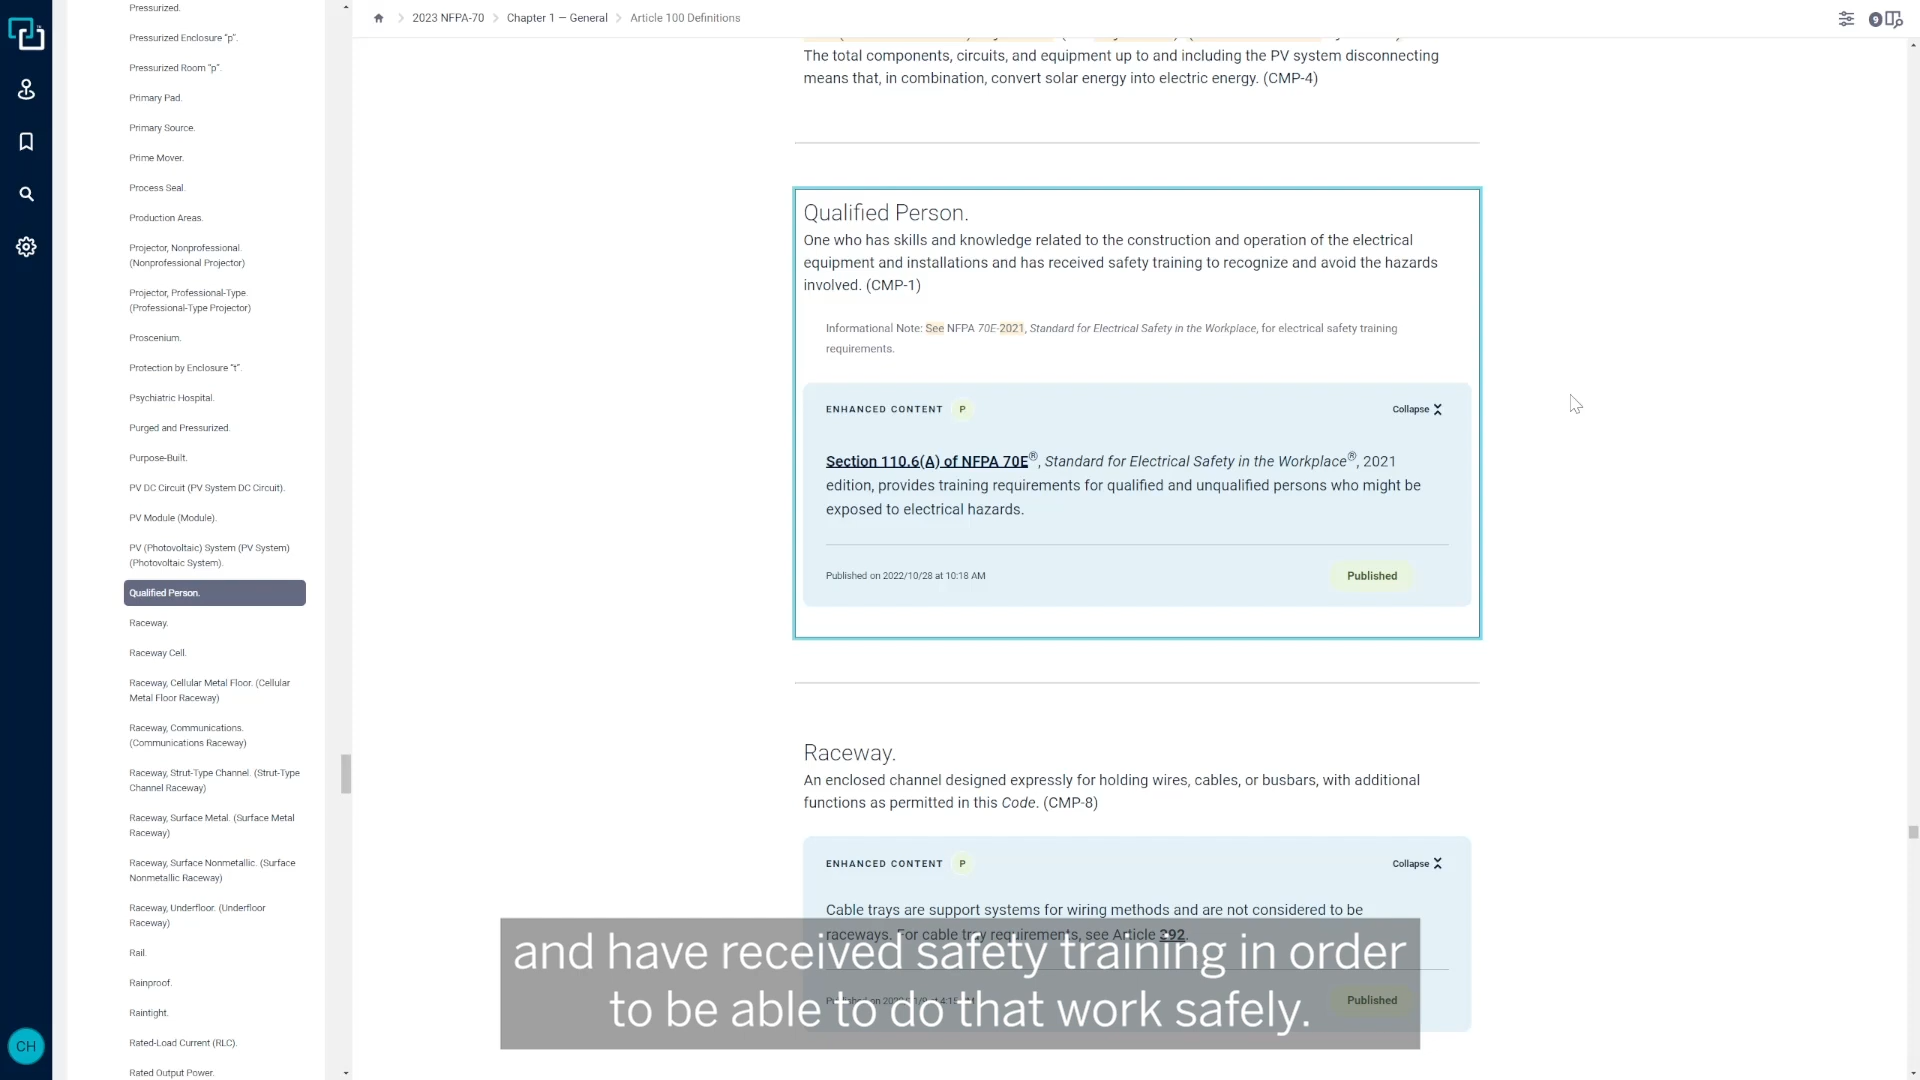 Pressurized.
Pressurized Enclosure "p".
Pressurized Room "p".
Primary Pad.
Primary Source.
Prime Mover.
Process Seal.
Production Areas.
Projector, Nonprofessional.
(Nonprofessional Projector)
Projector, Professional-Type.
(Professional-Type Projector)
Proscenium.
Protection by Enclosure "t".
Psychiatric Hospital.
Purged and Pressurized.
Purpose-Built.
PV DC Circuit (PV System DC Circuit).
PV Module (Module).
PV (Photovoltaic) System (PV System)
(Photovoltaic System).
Qualified Person.
Raceway.
Raceway Cell.
Raceway, Cellular Metal Floor. (Cellular
Metal Floor Raceway)
Raceway, Communications.
(Communications Raceway)
Raceway, Strut-Type Channel. (Strut-Type
Channel Raceway)
Raceway, Surface Metal. (Surface Metal
Raceway)
Raceway, Surface Nonmetallic. (Surface
Nonmetallic Raceway)
Raceway, Underfloor. (Underfloor
Raceway)
Rail.
Rainproof.
Raintight.
Rated-Load Current (RLC).
Rated Output Power.
CH
2023 NFPA-70 > Chapter 1 — General > Article 100 Definitions
9
The total components, circuits, and equipment up to and including the PV system disconnecting
means that, in combination, convert solar energy into electric energy. (CMP-4)
Qualified Person.
One who has skills and knowledge related to the construction and operation of the electrical
equipment and installations and has received safety training to recognize and avoid the hazards
involved. (CMP-1)
Informational Note: See NFPA 70E-2021, Standard for Electrical Safety in the Workplace, for electrical safety training
requirements.
ENHANCED CONTENT P Collapse
Section 110.6(A) of NFPA 70E®, Standard for Electrical Safety in the Workplace®, 2021
edition, provides training requirements for qualified and unqualified persons who might be
exposed to electrical hazards.
Published on 2022/10/28 at 10:18 AM Published
Raceway.
An enclosed channel designed expressly for holding wires, cables, or busbars, with additional
functions as permitted in this Code. (CMP-8)
ENHANCED CONTENT P Collapse
Cable trays are support systems for wiring methods and are not considered to be
raceways. For cable tray requirements, see Article 392.
Published
and have received safety training in order
to be able to do that work safely.